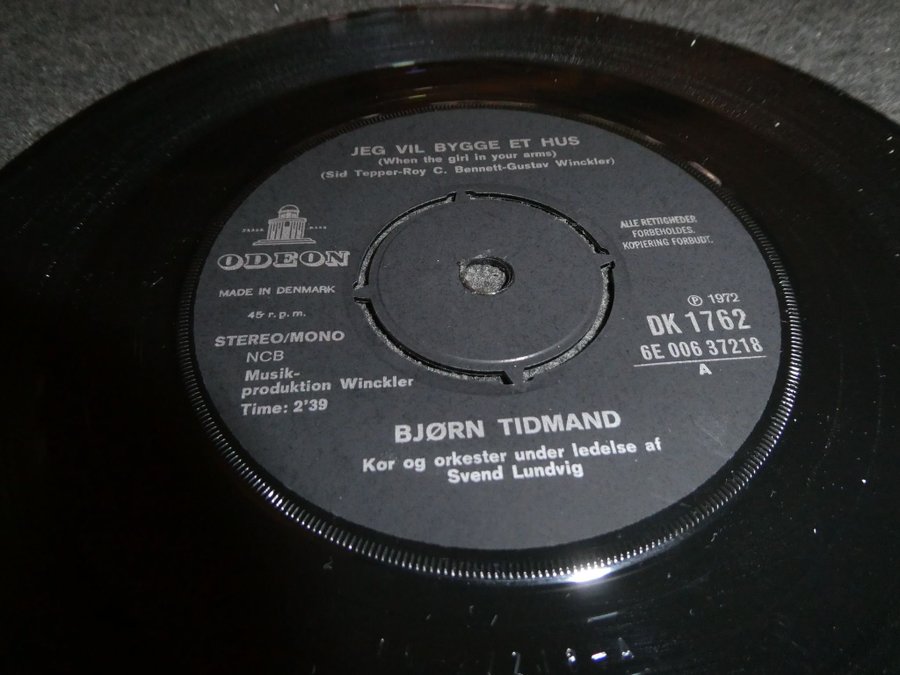 JEG VIL BYGGE ET HUS
(When the girl in your arms)
(Sid Tepper-Roy C. Bennett-Gustav Winckler)
TRADE MARK
ODEON
MADE IN DENMARK
45 r.p.m.
STEREO/MONO
NCB
Musik-
produktion Winckler
Time: 2'39
ALLE RETTIGHEDER
FORBEHOLDES.
KOPIERING FORBUDT.
Ⓟ 1972
DK 1762
6E 006 37218
A
BJØRN TIDMAND
Kor og orkester under ledelse af
Svend Lundvig